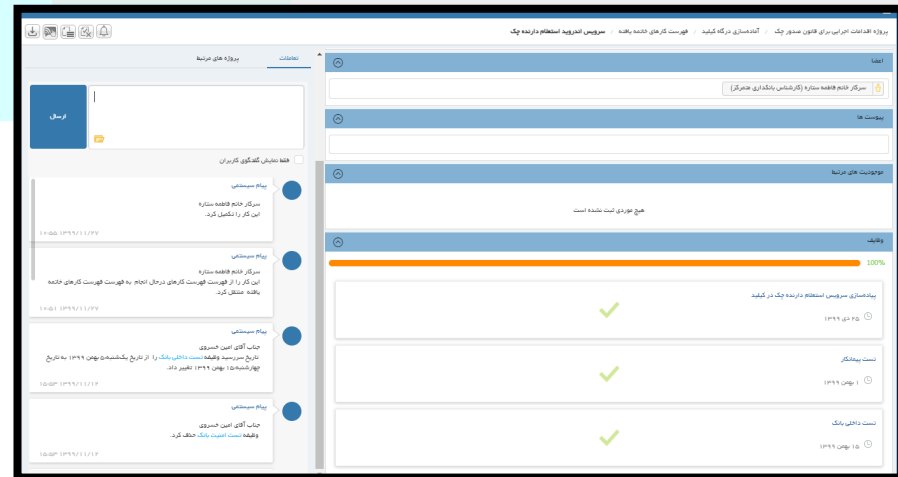 پروژه اقدامات اجرایی برای قانون صدور چک / آماده‌سازی درگاه کیلید / فهرست کارهای خاتمه یافته / سرویس اندروید استعلام دارنده چک
اعضا
سرکار خانم فاطمه ستاره (کارشناس بانکداری متمرکز)
پیوست ها
موجودیت های مرتبط
هیچ موردی ثبت نشده است
وظایف
100%
پیاده‌سازی سرویس استعلام دارنده چک در کیلید
۲۵ دی ۱۳۹۹
تست پیمانکار
۱ بهمن ۱۳۹۹
تست داخلی بانک
۱۵ بهمن ۱۳۹۹
تعاملات
پروژه های مرتبط
ارسال
فقط نمایش گفتگوی کاربران
پیام سیستمی
سرکار خانم فاطمه ستاره
این کار را تکمیل کرد.
۱۳۹۹/۱۱/۲۷ ۱۰:۵۵
پیام سیستمی
سرکار خانم فاطمه ستاره
این کار را از فهرست فهرست کارهای درحال انجام به فهرست فهرست کارهای خاتمه
یافته منتقل کرد.
۱۳۹۹/۱۱/۲۷ ۱۰:۵۱
پیام سیستمی
جناب آقای امین خسروی
تاریخ سررسید وظیفه تست داخلی بانک را از تاریخ یکشنبه ۵ بهمن ۱۳۹۹ به تاریخ
چهارشنبه ۱۵ بهمن ۱۳۹۹ تغییر داد.
۱۳۹۹/۱۱/۱۲ ۱۵:۵۳
پیام سیستمی
جناب آقای امین خسروی
وظیفه تست امنیت بانک حذف کرد.
۱۳۹۹/۱۱/۱۲ ۱۵:۵۳